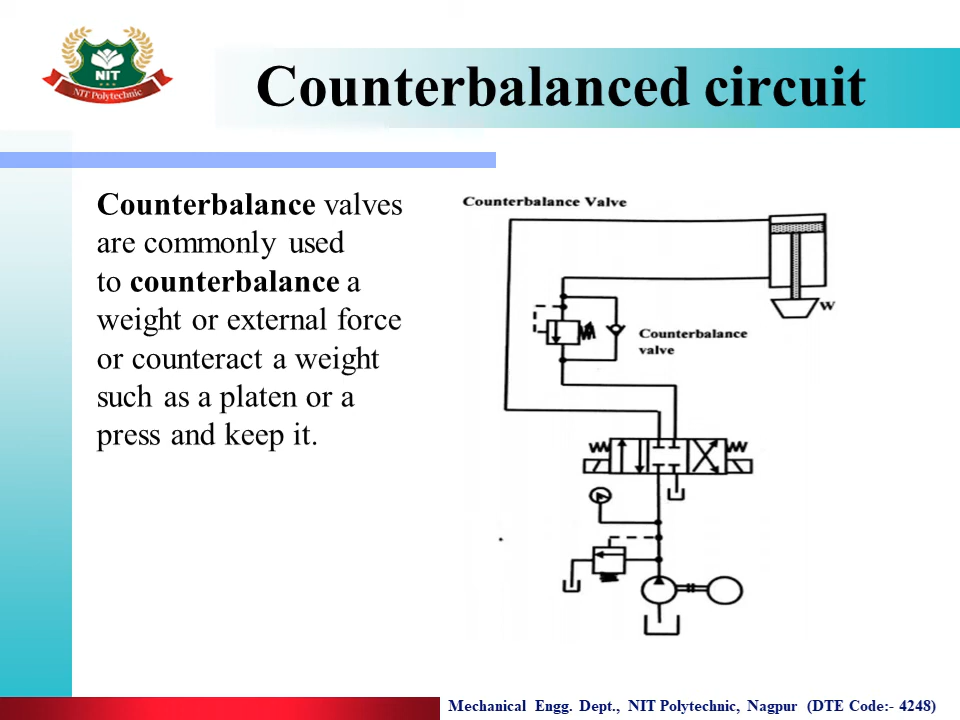 NIT
NIT Polytechnic
Counterbalanced circuit
Counterbalance valves
are commonly used
to counterbalance a
weight or external force
or counteract a weight
such as a platen or a
press and keep it.
Counterbalance Valve
W
Counterbalance
valve
Mechanical Engg. Dept., NIT Polytechnic, Nagpur (DTE Code:- 4248)